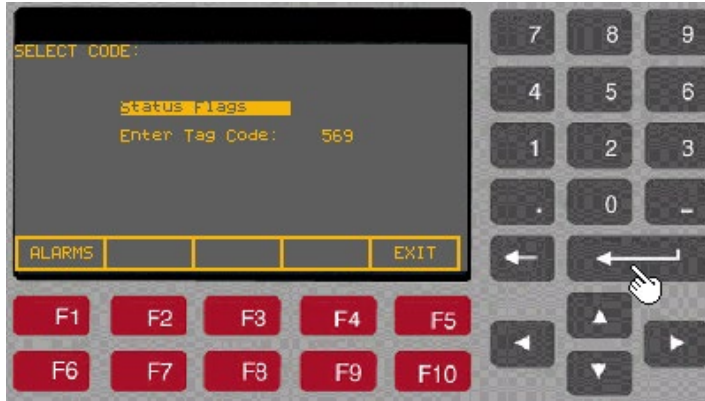 SELECT CODE:
Status Flags
Enter Tag Code: 569
ALARMS EXIT
7 8 9
4 5 6
1 2 3
. 0 -
F1 F2 F3 F4 F5
F6 F7 F8 F9 F10